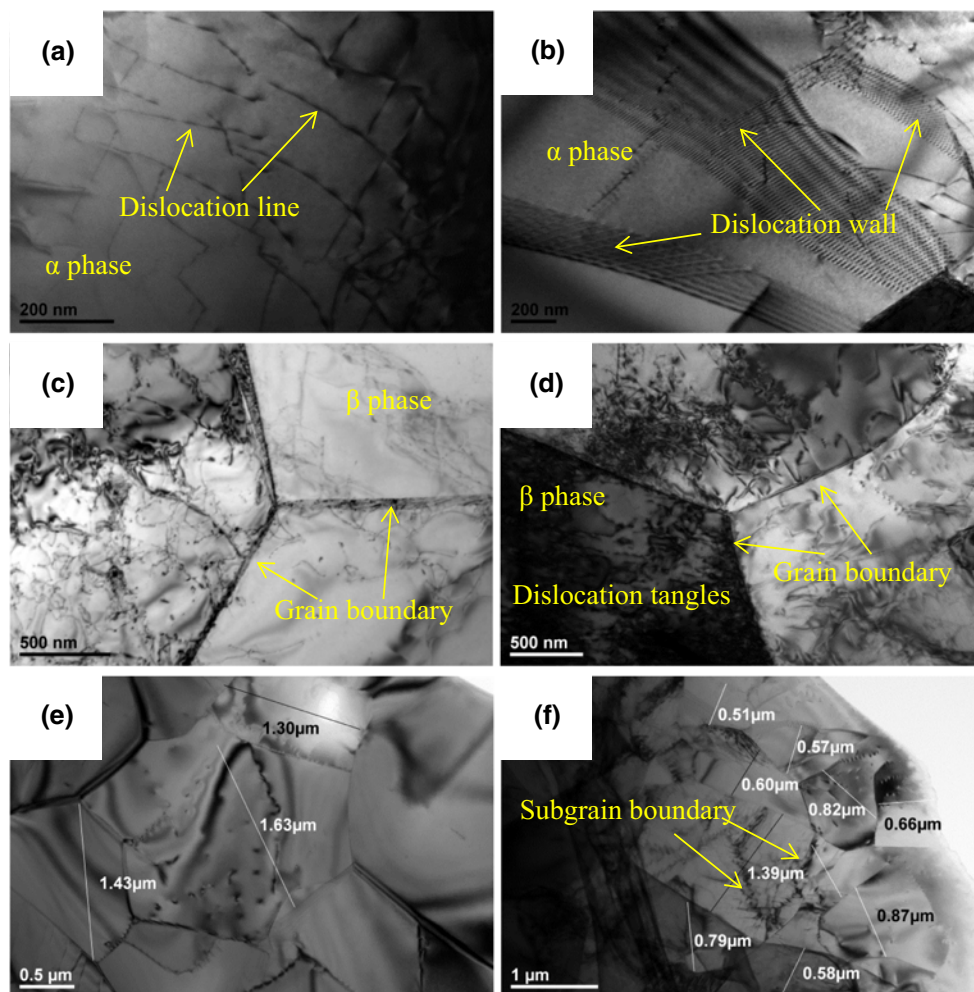 (a)
Dislocation line
α phase
200 nm
(b)
α phase
Dislocation wall
200 nm
(c)
β phase
Grain boundary
500 nm
(d)
β phase
Grain boundary
Dislocation tangles
500 nm
(e)
1.30μm
1.63μm
1.43μm
0.5 μm
(f)
0.51μm
0.57μm
0.60μm
Subgrain boundary
0.82μm
0.66μm
1.39μm
0.87μm
0.79μm
0.58μm
1 μm